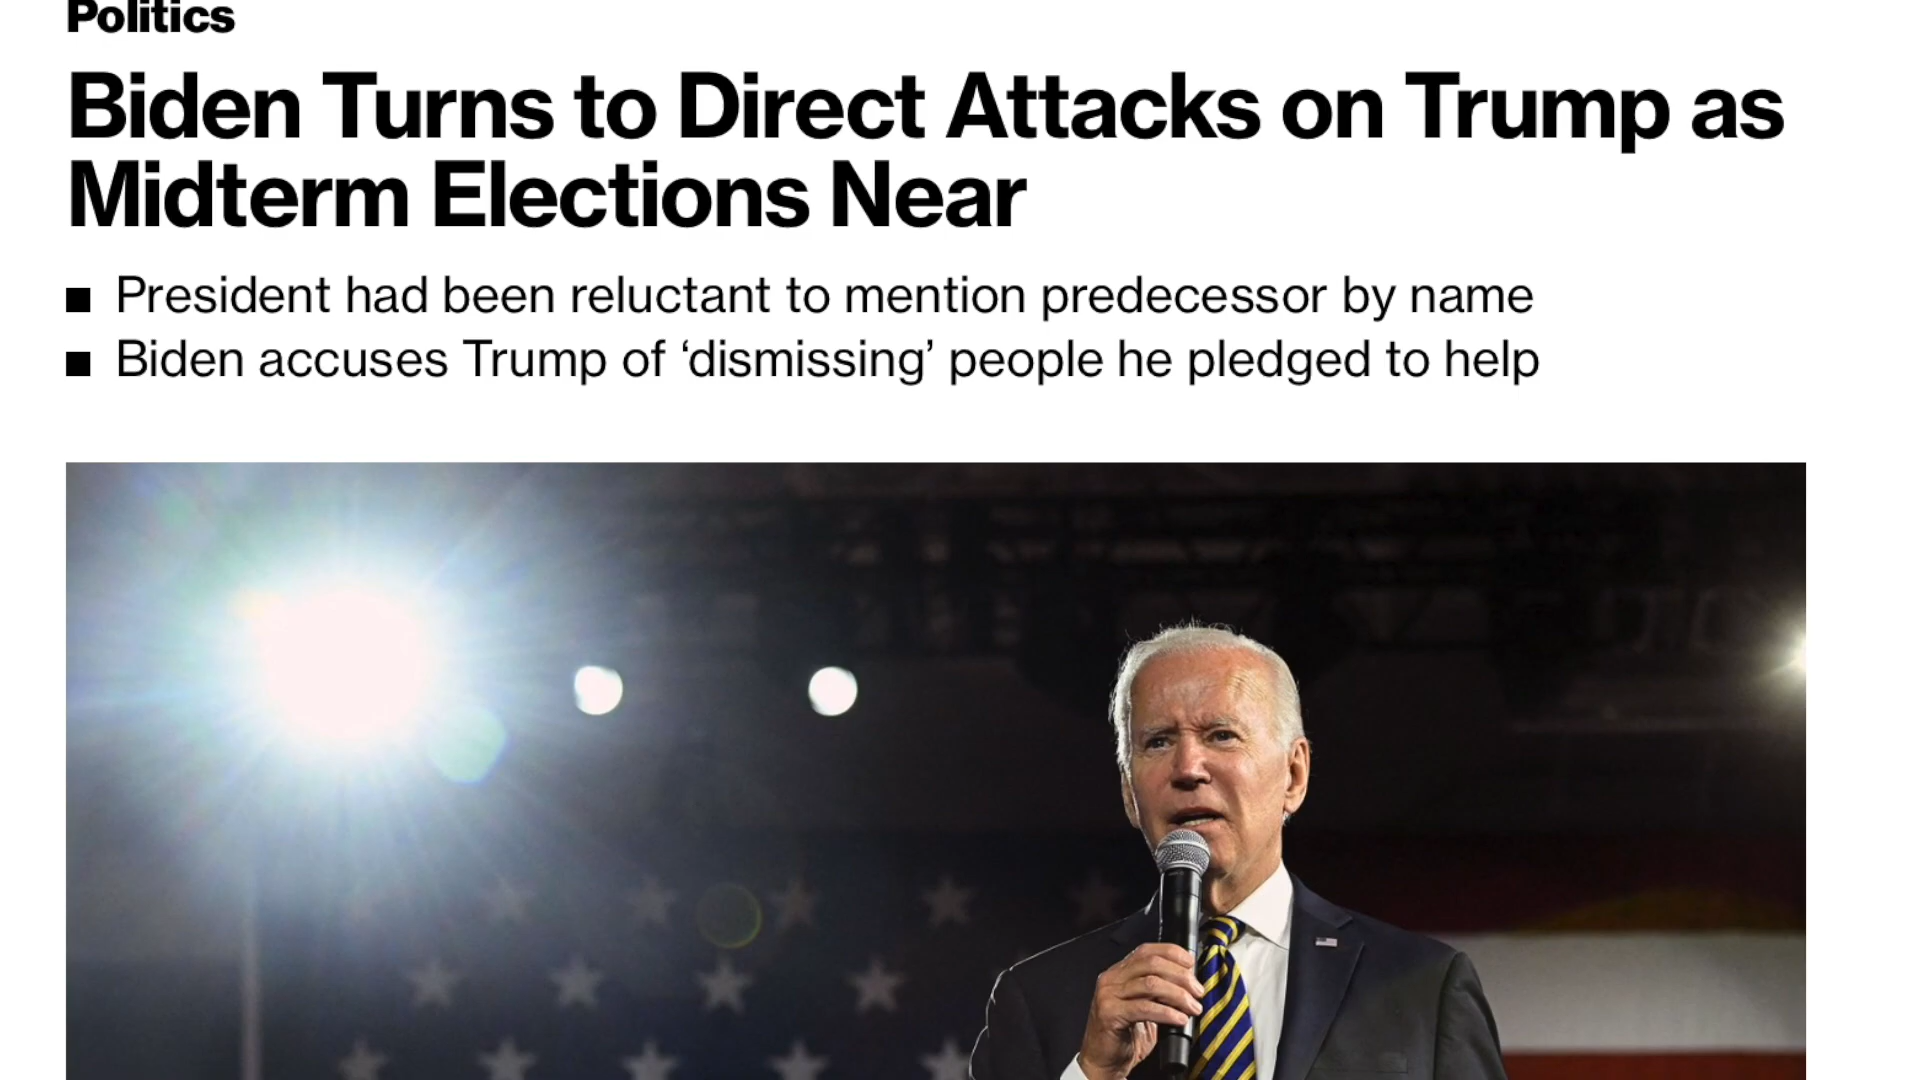 Politics
Biden Turns to Direct Attacks on Trump as
Midterm Elections Near
President had been reluctant to mention predecessor by name
Biden accuses Trump of ‘dismissing’ people he pledged to help